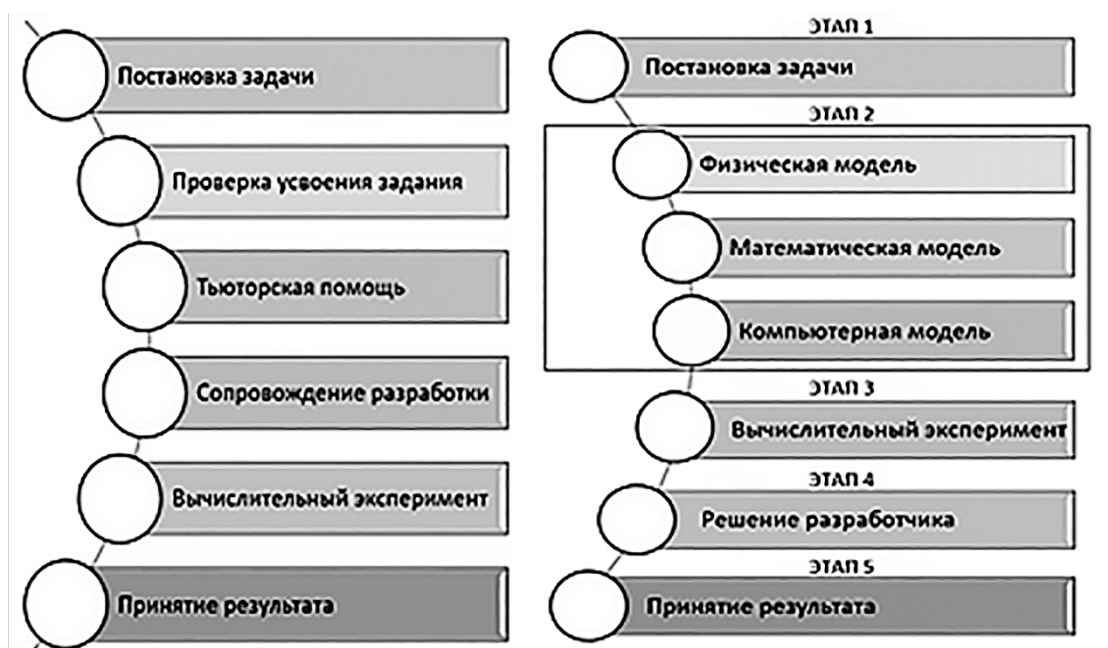 Постановка задачи
Проверка усвоения задания
Тьюторская помощь
Сопровождение разработки
Вычислительный эксперимент
Принятие результата
ЭТАП 1
Постановка задачи
ЭТАП 2
Физическая модель
Математическая модель
Компьютерная модель
ЭТАП 3
Вычислительный эксперимент
ЭТАП 4
Решение разработчика
ЭТАП 5
Принятие результата